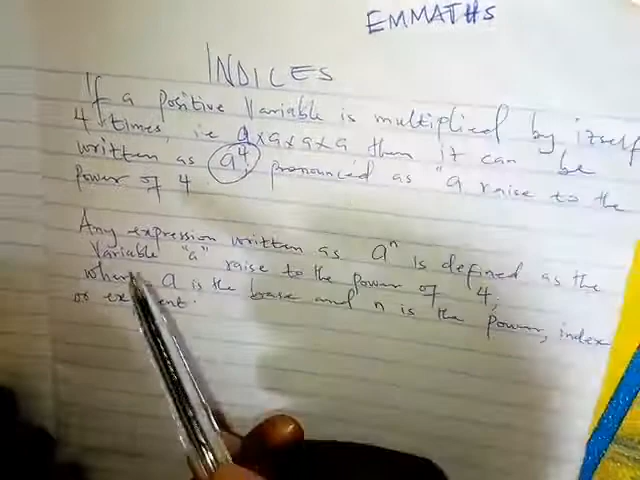 EMMATHS
INDICES
If a positive variable is multiplied by itself
4 times, ie a x a x a x a then it can be
written as a⁴, pronounced as "a raise to the
power of 4
Any expression written as aⁿ is defined as the
Variable "a" raise to the power of 4,
where a is the base and n is the power, index
or